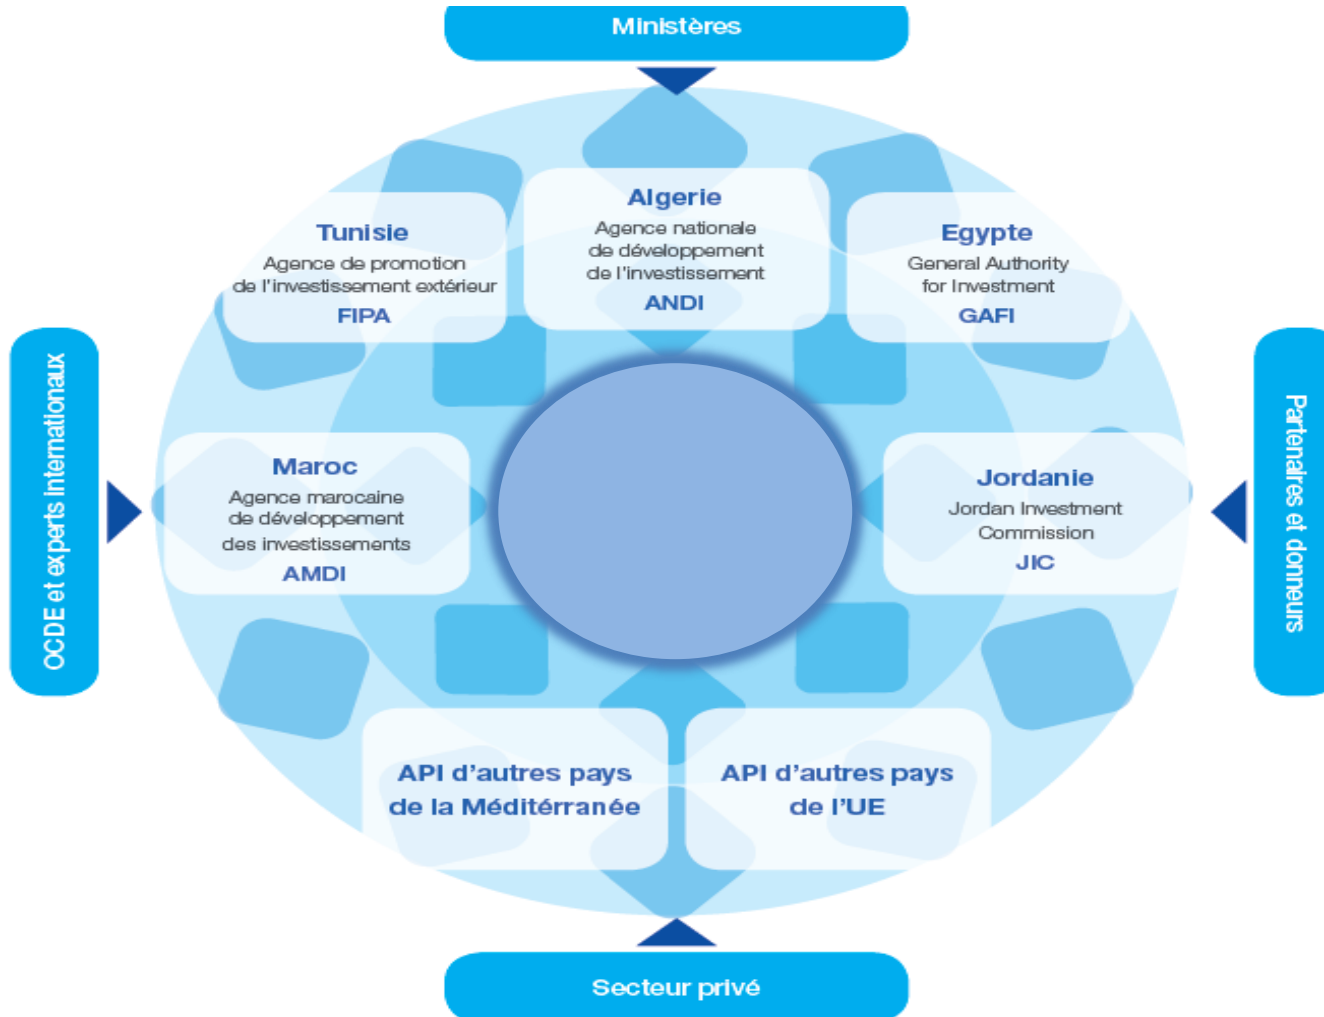 Ministères
Algerie
Agence nationale
de développement
de l'investissement
ANDI
Tunisie
Agence de promotion
de l'investissement extérieur
FIPA
Egypte
General Authority
for Investment
GAFI
OCDE et experts internationaux
Partenaires et donneurs
Maroc
Agence marocaine
de développement
des investissements
AMDI
Jordanie
Jordan Investment
Commission
JIC
API d'autres pays
de la Méditérranée
API d'autres pays
de l'UE
Secteur privé